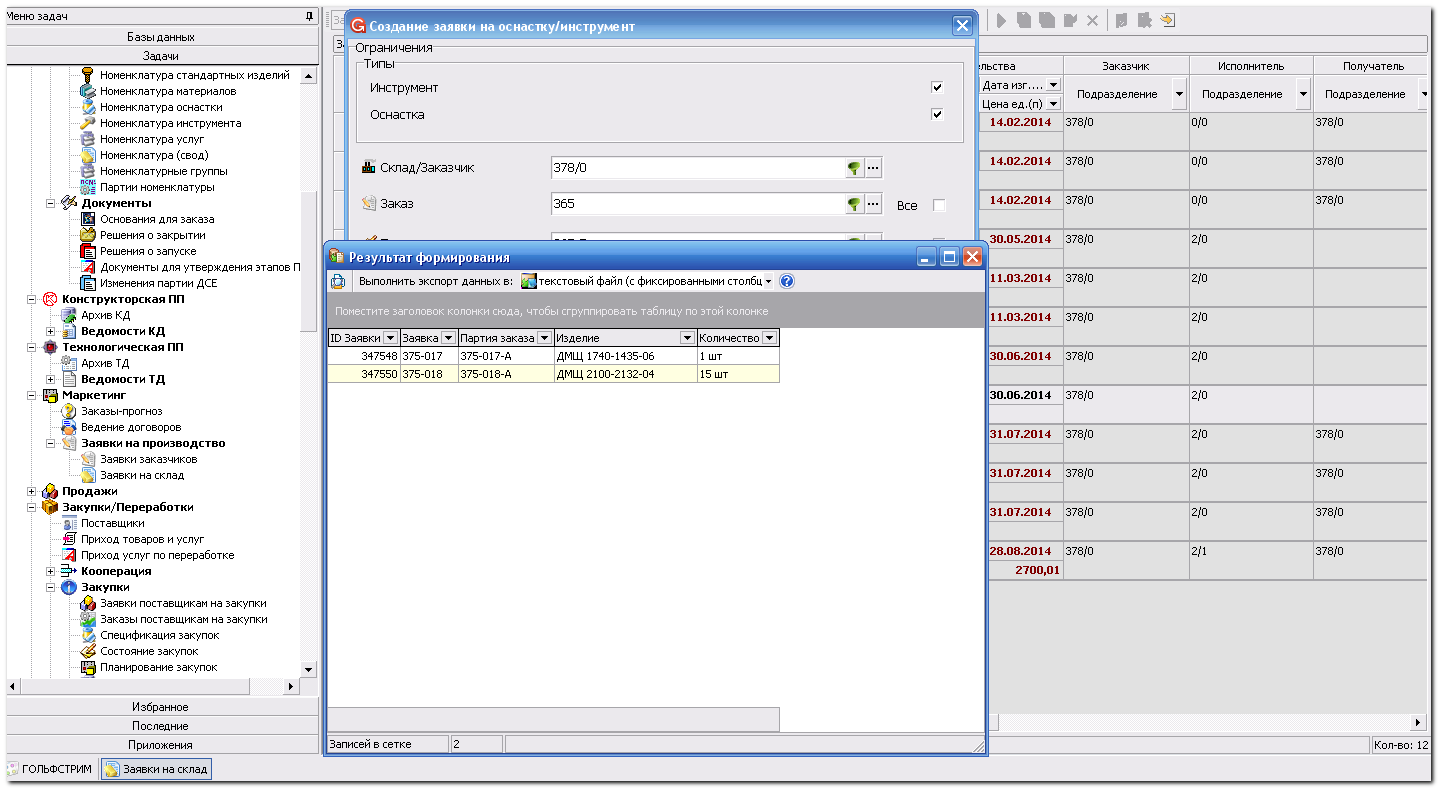 Меню задач
Базы данных
Задачи
Номенклатура стандартных изделий
Номенклатура материалов
Номенклатура оснастки
Номенклатура инструмента
Номенклатура услуг
Номенклатура (свод)
Номенклатурные группы
Партии номенклатуры
Документы
Основания для заказа
Решения о закрытии
Решения о запуске
Документы для утверждения этапов П
Изменения партии ДСЕ
Конструкторская ПП
Архив КД
Ведомости КД
Технологическая ПП
Архив ТД
Ведомости ТД
Маркетинг
Заказы-прогноз
Ведение договоров
Заявки на производство
Заявки заказчиков
Заявки на склад
Продажи
Закупки/Переработки
Поставщики
Приход товаров и услуг
Приход услуг по переработке
Кооперация
Закупки
Заявки поставщикам на закупки
Заказы поставщикам на закупки
Спецификация закупок
Состояние закупок
Планирование закупок
Избранное
Последние
Приложения
ГОЛЬФСТРИМ
Заявки на склад
Создание заявки на оснастку/инструмент
Ограничения
Типы
Инструмент
Оснастка
Склад/Заказчик 378/0 ...
Заказ 365 ... Все
Результат формирования
Выполнить экспорт данных в: текстовый файл (с фиксированными столбц
Поместите заголовок колонки сюда, чтобы сгруппировать таблицу по этой колонке
ID Заявки Заявка Партия заказа Изделие Количество
347548 375-017 375-017-А ДМЩ 1740-1435-06 1 шт
347550 375-018 375-018-А ДМЩ 2100-2132-04 15 шт
Записей в сетке 2
льства Заказчик Исполнитель Получатель
Дата изг.... Подразделение Подразделение Подразделение
Цена ед.(п)
14.02.2014 378/0 0/0 378/0
14.02.2014 378/0 0/0 378/0
14.02.2014 378/0 0/0 378/0
30.05.2014 378/0 2/0
11.03.2014 378/0 2/0
11.03.2014 378/0 2/0
30.06.2014 378/0 2/0
30.06.2014 378/0 2/0
31.07.2014 378/0 2/0 378/0
31.07.2014 378/0 2/0 378/0
31.07.2014 378/0 2/0 378/0
28.08.2014 378/0 2/1 378/0
2700,01
Кол-во: 12